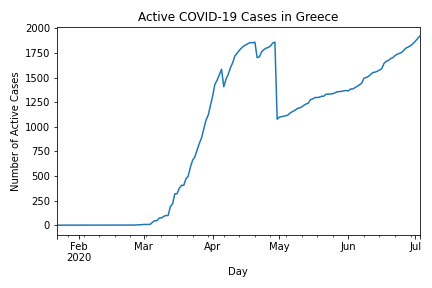 Active COVID-19 Cases in Greece
2000
1750
1500
1250
1000
750
500
250
0
Number of Active Cases
Feb
2020
Mar
Apr
May
Jun
Jul
Day